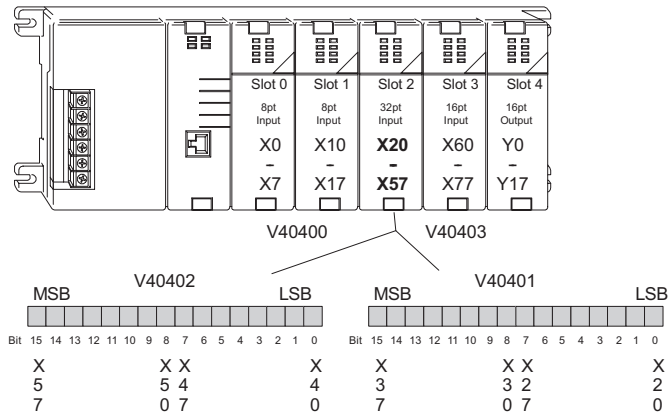 Slot 0 Slot 1 Slot 2 Slot 3 Slot 4
8pt 8pt 32pt 16pt 16pt
Input Input Input Input Output
X0 X10 X20 X60 Y0
- - - - -
X7 X17 X57 X77 Y17
V40400 V40403
V40402 V40401
MSB LSB MSB LSB
Bit 15 14 13 12 11 10 9 8 7 6 5 4 3 2 1 0 Bit 15 14 13 12 11 10 9 8 7 6 5 4 3 2 1 0
X X X X X X X X
5 5 4 4 3 3 2 2
7 0 7 0 7 0 7 0